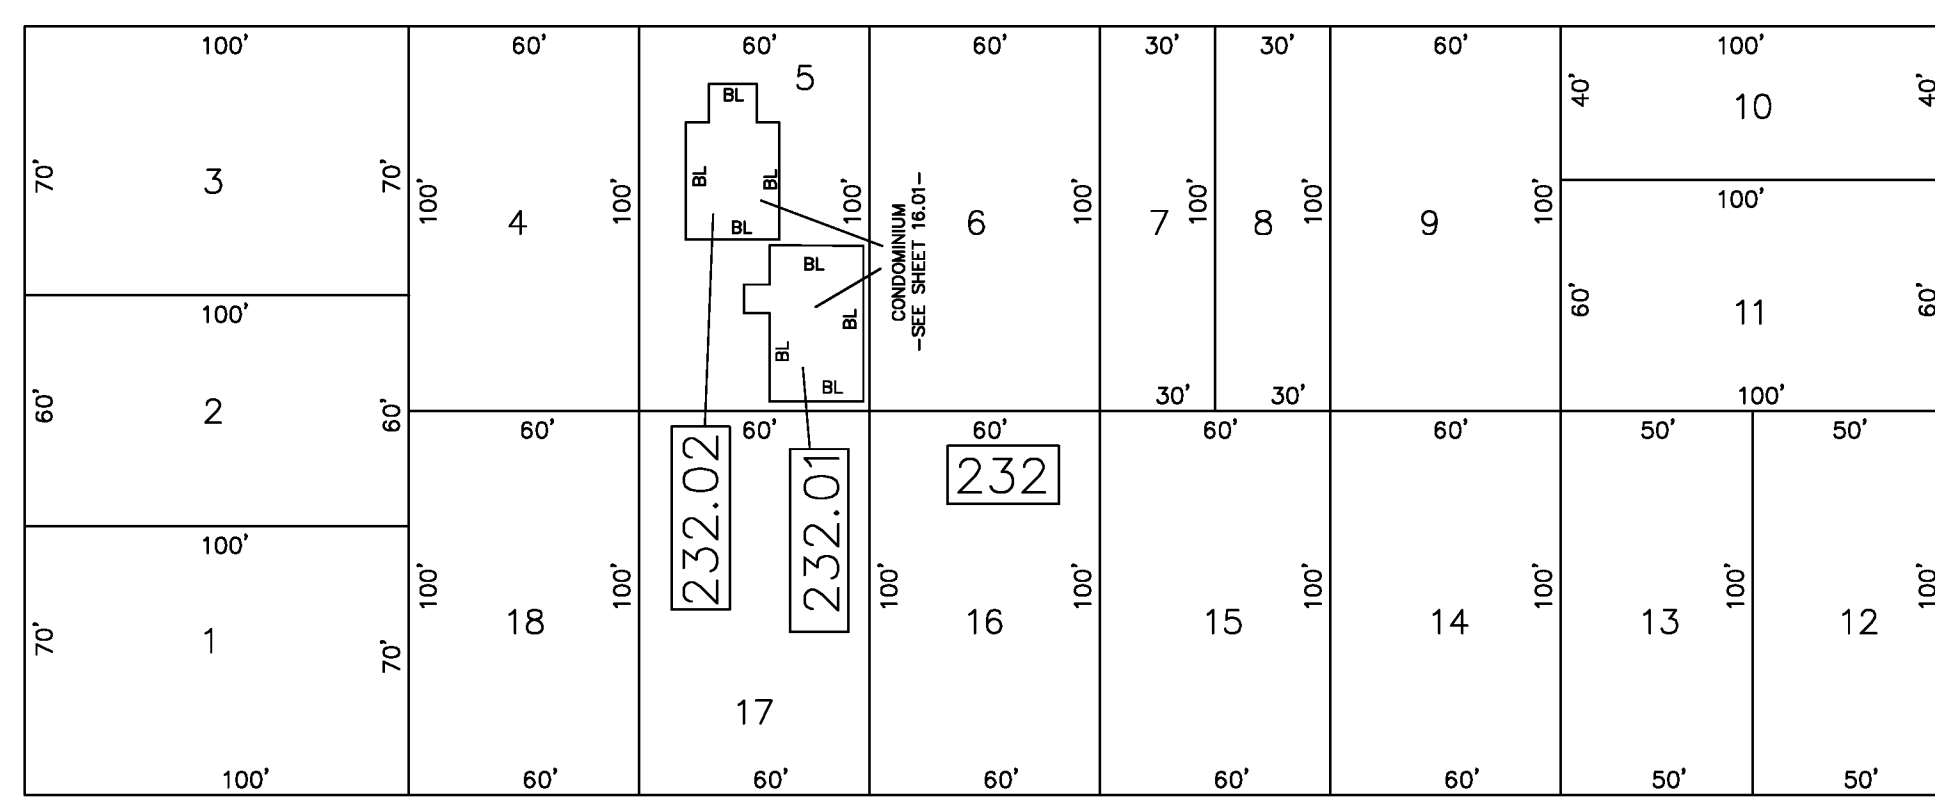 100' 60' 60' 60' 30' 30' 60' 100'
5
BL
40' 10 40'
70' 3 70'
100' 4 100'
BL BL 100'
6 100'
7 100'
8 100'
9 100'
BL
100'
CONDOMINIUM
-SEE SHEET 16.01-
BL
BL
BL
BL
60' 11 60'
100'
30' 30' 100'
60' 2 60'
60' 60' 60' 60' 60' 50' 50'
232.02
232.01
232
100'
70' 1 70'
100' 18 100'
100' 16 100'
15 100'
14 100'
13 100'
12 100'
17
100' 60' 60' 60' 60' 60' 50' 50'